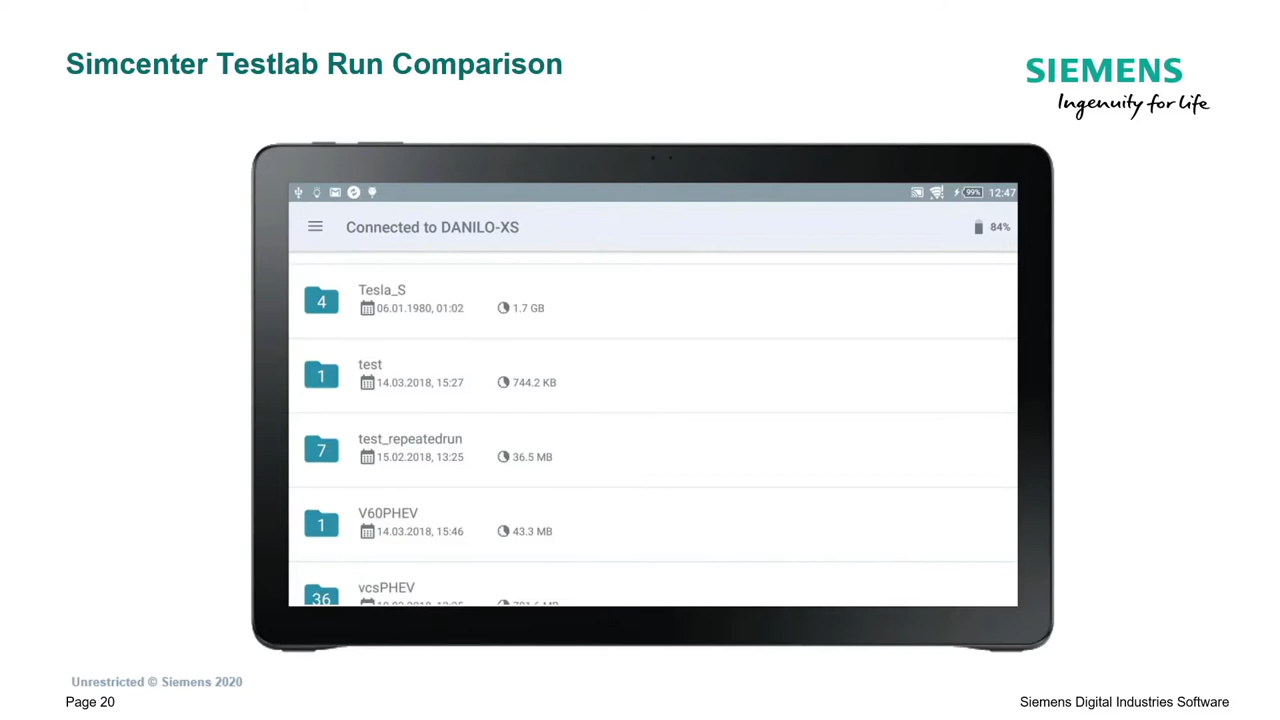 Simcenter Testlab Run Comparison
SIEMENS
Ingenuity for life
99% 12:47
Connected to DANILO-XS
84%
4
Tesla_S
06.01.1980, 01:02 1.7 GB
1
test
14.03.2018, 15:27 744.2 KB
7
test_repeatedrun
15.02.2018, 13:25 36.5 MB
1
V60PHEV
14.03.2018, 15:46 43.3 MB
36
vcsPHEV
Unrestricted © Siemens 2020
Page 20
Siemens Digital Industries Software